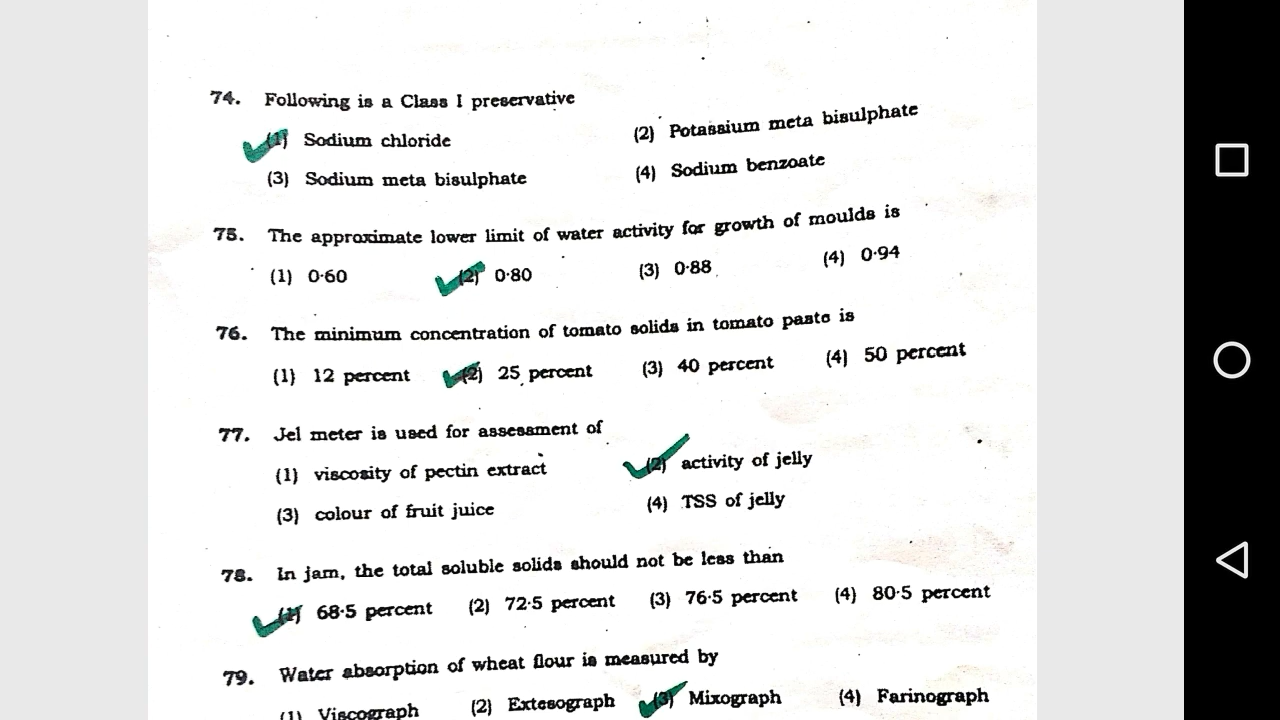 74. Following is a Class I preservative
(1) Sodium chloride (2) Potassium meta bisulphate
(3) Sodium meta bisulphate (4) Sodium benzoate
75. The approximate lower limit of water activity for growth of moulds is
(1) 0·60 (2) 0·80 (3) 0·88 (4) 0·94
76. The minimum concentration of tomato solids in tomato paste is
(1) 12 percent (2) 25 percent (3) 40 percent (4) 50 percent
77. Jel meter is used for assessment of
(1) viscosity of pectin extract (2) activity of jelly
(3) colour of fruit juice (4) TSS of jelly
78. In jam, the total soluble solids should not be less than
(1) 68·5 percent (2) 72·5 percent (3) 76·5 percent (4) 80·5 percent
79. Water absorption of wheat flour is measured by
(1) Viscograph (2) Extesograph (3) Mixograph (4) Farinograph